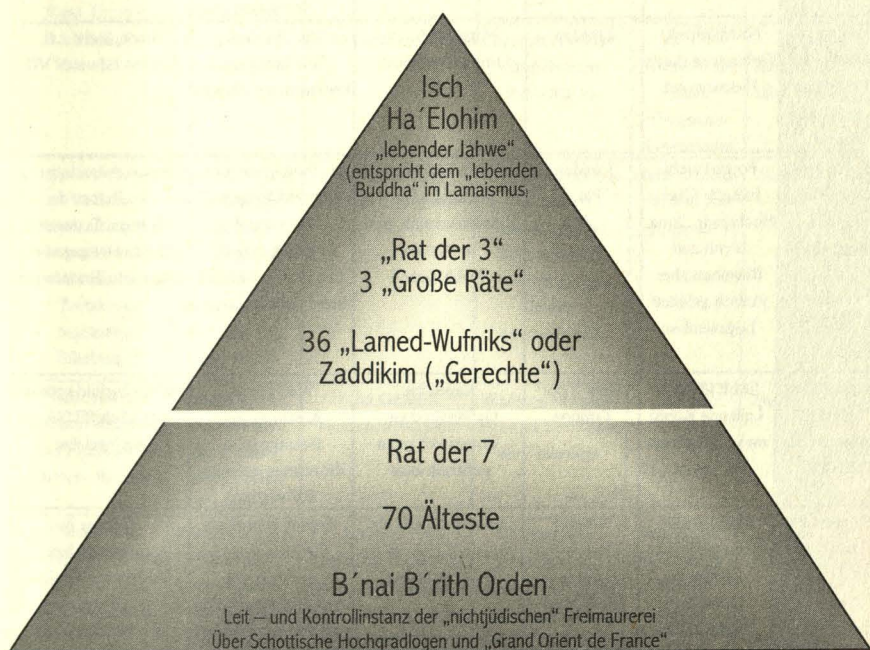 Isch
Ha´Elohim
„lebender Jahwe“
(entspricht dem „lebenden
Buddha“ im Lamaismus
„Rat der 3“
3 „Große Räte“
36 „Lamed-Wufniks“ oder
Zaddikim („Gerechte“)
Rat der 7
70 Älteste
B´nai B´rith Orden
Leit – und Kontrollinstanz der „nichtjüdischen“ Freimaurerei
Über Schottische Hochgradlogen und „Grand Orient de France“